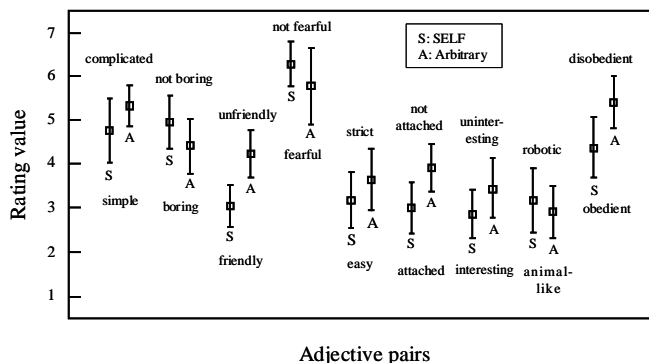 7
6
5
4
3
2
1
Rating value
S: SELF
A: Arbitrary
complicated
S
A
simple
not boring
S
A
boring
unfriendly
S
A
friendly
not fearful
S
A
fearful
strict
S
A
easy
not
attached
S
A
attached
uninter-
esting
S
A
interesting
robotic
S
A
animal-
like
disobedient
S
A
obedient
Adjective pairs